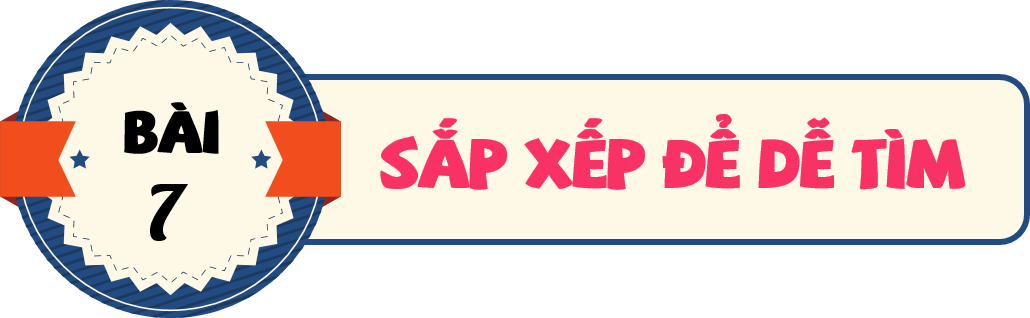 BÀI
7
SẮP XẾP ĐỂ DỄ TÌM